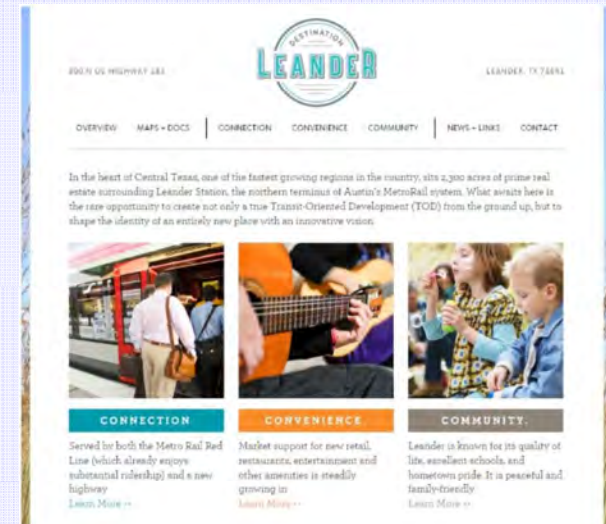 DESTINATION
LEANDER
LEANDER, TX
OVERVIEW MAPS + DOCS CONNECTION CONVENIENCE COMMUNITY NEWS + LINKS CONTACT
In the heart of Central Texas, one of the fastest growing regions in the country, sits 2,300 acres of prime real
estate surrounding Leander Station, the northern terminus of Austin's MetroRail system. What awaits here is
the rare opportunity to create not only a true Transit-Oriented Development (TOD) from the ground up, but to
shape the identity of an entirely new place with an innovative vision.
CONNECTION
Served by both the Metro Rail Red
Line (which already enjoys
substantial ridership) and a new
highway
Learn More
CONVENIENCE.
Market support for new retail,
restaurants, entertainment and
other amenities is steadily
growing in
Learn More
COMMUNITY.
Leander is known for its quality of
life, excellent schools, and
hometown pride. It is peaceful and
family-friendly
Learn More